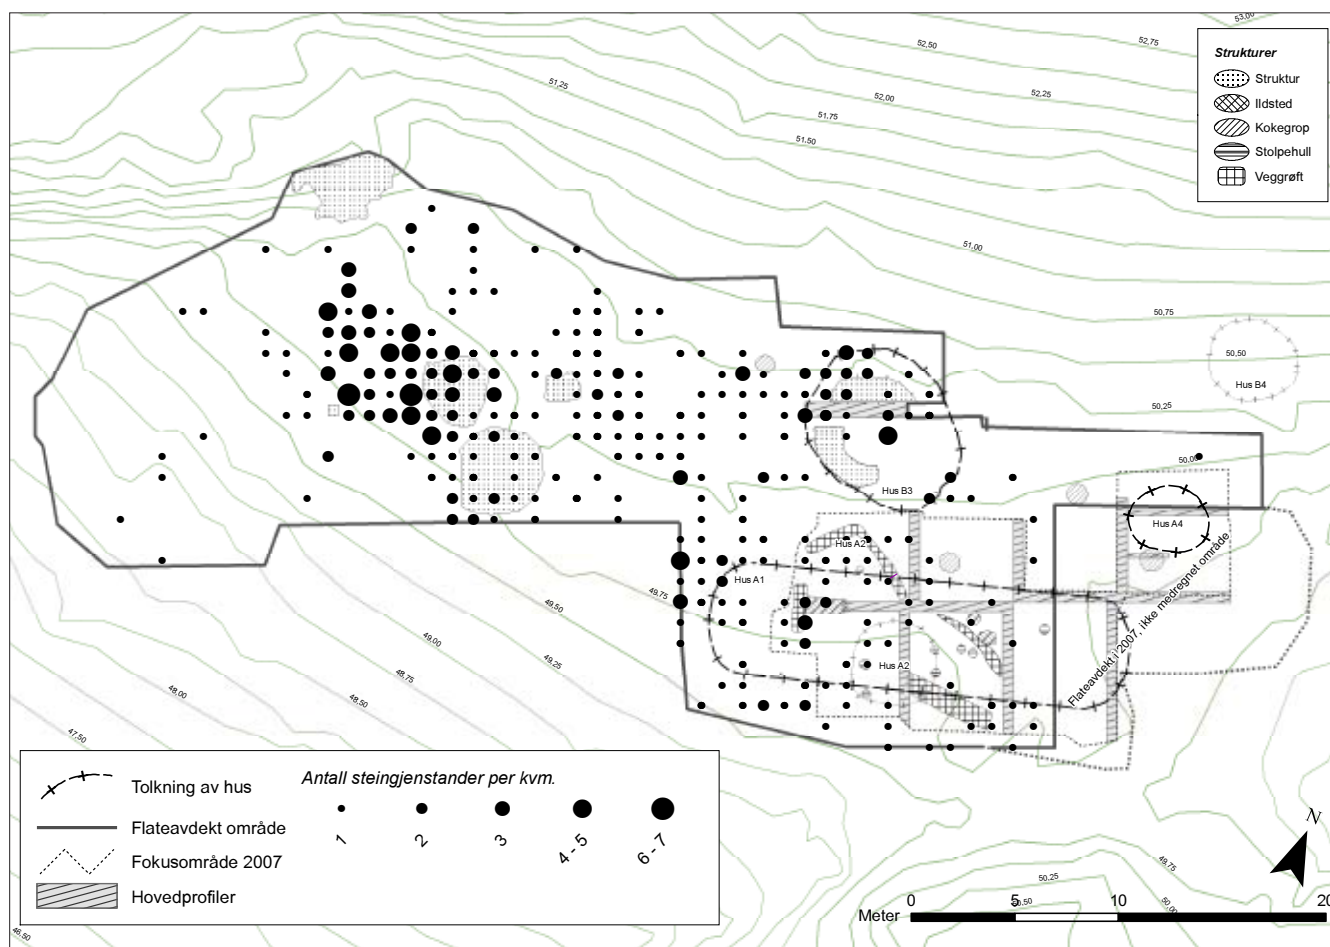 53,00
52,75
52,50
52,25
52,00
51,75
51,50
51,25
51,00
50,75
50,50
50,25
Strukturer
Struktur
Ildsted
Kokegrop
Stolpehull
Veggrøft
Hus B4
Hus B3
Hus A4
Hus A2
Hus A1
Hus A2
Flateavdekt i 2007, ikke medregnet område
49,75
49,50
49,25
49,00
48,75
48,50
48,00
47,50
46,50
Tolkning av hus
Flateavdekt område
Fokusområde 2007
Hovedprofiler
Antall steingjenstander per kvm.
1
2
3
4 - 5
6 - 7
49,75
50,25
50,00
N
Meter
0
5
10
20